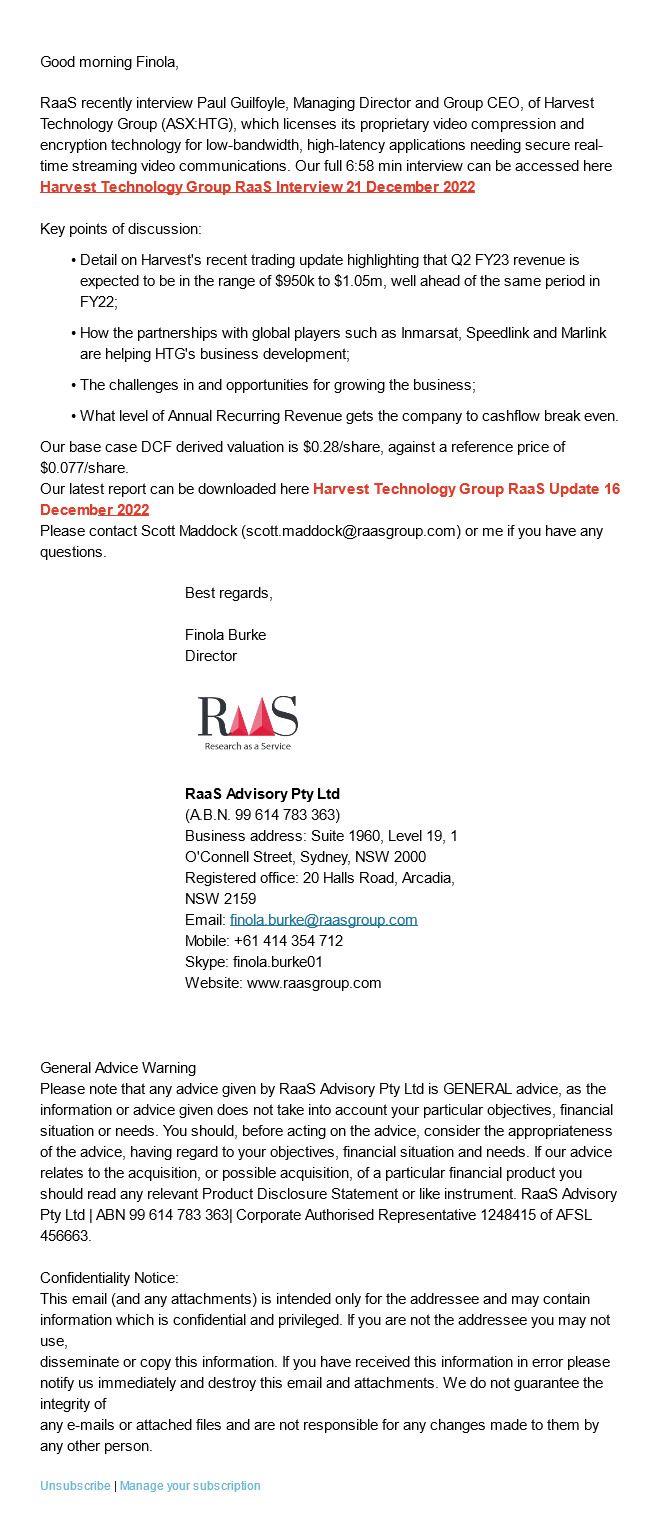 Good morning Finola,
RaaS recently interview Paul Guilfoyle, Managing Director and Group CEO, of Harvest
Technology Group (ASX:HTG), which licenses its proprietary video compression and
encryption technology for low-bandwidth, high-latency applications needing secure real-
time streaming video communications. Our full 6:58 min interview can be accessed here
Harvest Technology Group RaaS Interview 21 December 2022
Key points of discussion:
• Detail on Harvest's recent trading update highlighting that Q2 FY23 revenue is
expected to be in the range of $950k to $1.05m, well ahead of the same period in
FY22;
• How the partnerships with global players such as Inmarsat, Speedlink and Marlink
are helping HTG's business development;
• The challenges in and opportunities for growing the business;
• What level of Annual Recurring Revenue gets the company to cashflow break even.
Our base case DCF derived valuation is $0.28/share, against a reference price of
$0.077/share.
Our latest report can be downloaded here Harvest Technology Group RaaS Update 16
December 2022
Please contact Scott Maddock (scott.maddock@raasgroup.com) or me if you have any
questions.
Best regards,
Finola Burke
Director
RaaS
Research as a Service
RaaS Advisory Pty Ltd
(A.B.N. 99 614 783 363)
Business address: Suite 1960, Level 19, 1
O'Connell Street, Sydney, NSW 2000
Registered office: 20 Halls Road, Arcadia,
NSW 2159
Email: finola.burke@raasgroup.com
Mobile: +61 414 354 712
Skype: finola.burke01
Website: www.raasgroup.com
General Advice Warning
Please note that any advice given by RaaS Advisory Pty Ltd is GENERAL advice, as the
information or advice given does not take into account your particular objectives, financial
situation or needs. You should, before acting on the advice, consider the appropriateness
of the advice, having regard to your objectives, financial situation and needs. If our advice
relates to the acquisition, or possible acquisition, of a particular financial product you
should read any relevant Product Disclosure Statement or like instrument. RaaS Advisory
Pty Ltd | ABN 99 614 783 363| Corporate Authorised Representative 1248415 of AFSL
456663.
Confidentiality Notice:
This email (and any attachments) is intended only for the addressee and may contain
information which is confidential and privileged. If you are not the addressee you may not
use,
disseminate or copy this information. If you have received this information in error please
notify us immediately and destroy this email and attachments. We do not guarantee the
integrity of
any e-mails or attached files and are not responsible for any changes made to them by
any other person.
Unsubscribe | Manage your subscription